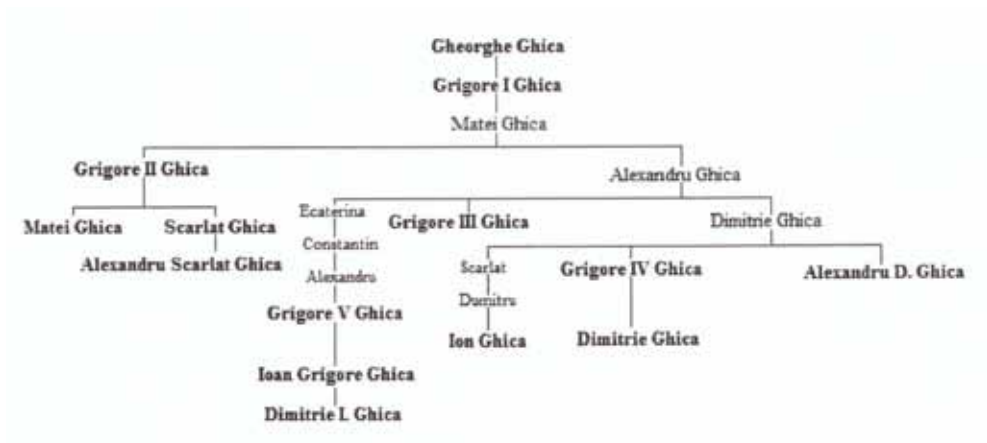 Gheorghe Ghica
Grigore I Ghica
Matei Ghica
Grigore II Ghica
Alexandru Ghica
Matei Ghica
Scarlat Ghica
Ecaterina
Grigore III Ghica
Dimitrie Ghica
Constantin
Alexandru Scarlat Ghica
Alexandru
Scarlat
Grigore IV Ghica
Alexandru D. Ghica
Dumitru
Grigore V Ghica
Ion Ghica
Dimitrie Ghica
Ioan Grigore Ghica
Dimitrie I. Ghica